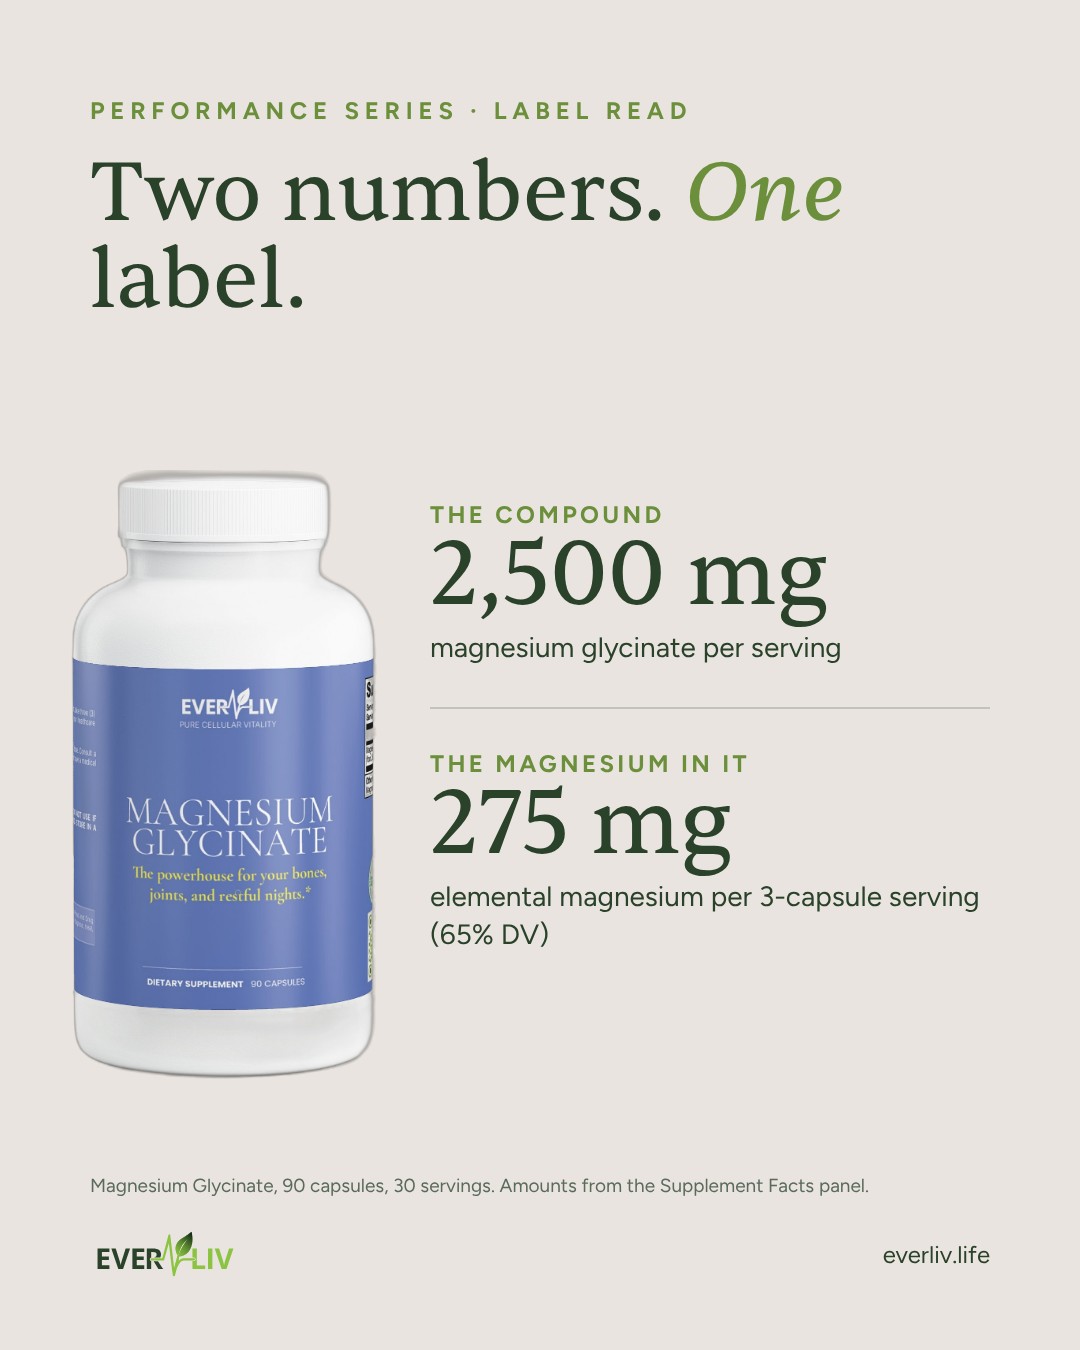 PERFORMANCE SERIES · LABEL READ
Two numbers. One
label.
EVERLIV
PURE CELLULAR VITALITY
MAGNESIUM
GLYCINATE
The powerhouse for your bones,
joints, and restful nights.*
DIETARY SUPPLEMENT 90 CAPSULES
THE COMPOUND
2,500 mg
magnesium glycinate per serving
THE MAGNESIUM IN IT
275 mg
elemental magnesium per 3-capsule serving
(65% DV)
Magnesium Glycinate, 90 capsules, 30 servings. Amounts from the Supplement Facts panel.
EVERLIV
everliv.life